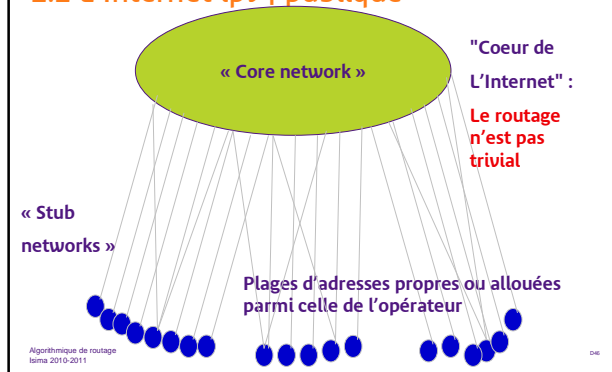 « Core network »
"Coeur de
L'Internet" :
Le routage
n'est pas
trivial
« Stub
networks »
Plages d'adresses propres ou allouées
parmi celle de l'opérateur
Algorithmique de routage
Isima 2010-2011
D46